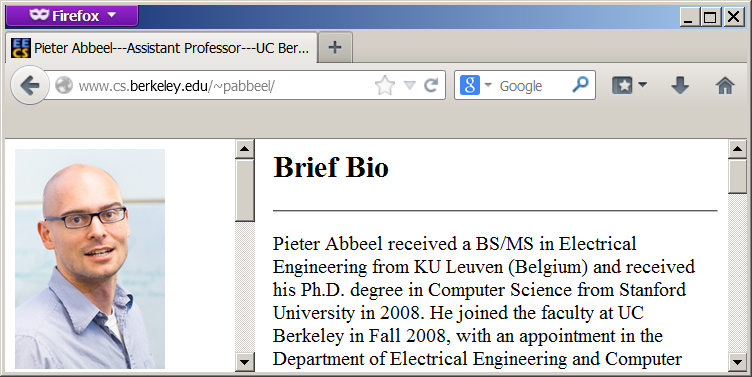 Firefox
EE
CS
Pieter Abbeel---Assistant Professor---UC Ber...
www.cs.berkeley.edu/~pabbeel/
Google
Brief Bio
Pieter Abbeel received a BS/MS in Electrical
Engineering from KU Leuven (Belgium) and received
his Ph.D. degree in Computer Science from Stanford
University in 2008. He joined the faculty at UC
Berkeley in Fall 2008, with an appointment in the
Department of Electrical Engineering and Computer